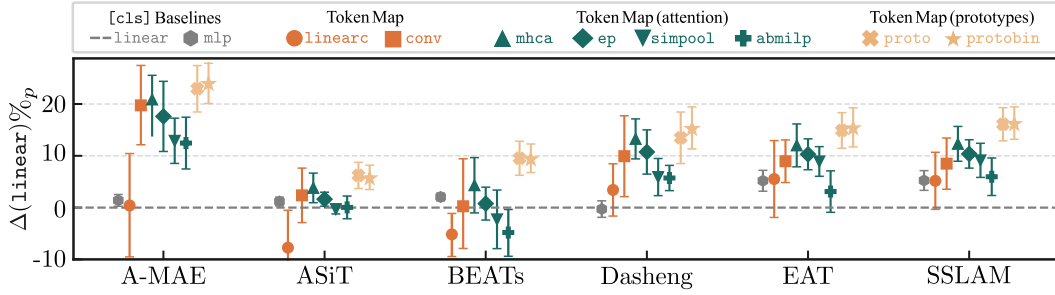 [cls] Baselines Token Map Token Map (attention) Token Map (prototypes)
linear mlp linearc conv mhca ep simpool abmilp proto protobin
Δ(linear)%p
20
10
0
-10
A-MAE ASiT BEATs Dasheng EAT SSLAM